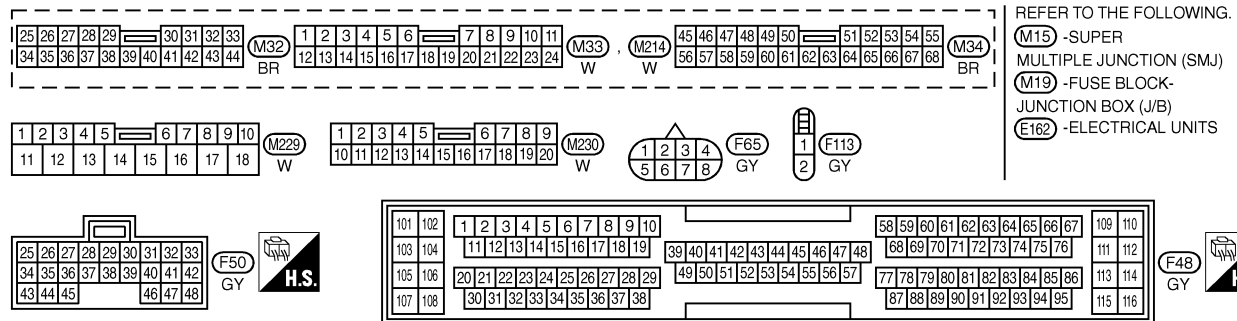 25 26 27 28 29 30 31 32 33
34 35 36 37 38 39 40 41 42 43 44
M32
BR
1 2 3 4 5 6 7 8 9 10 11
12 13 14 15 16 17 18 19 20 21 22 23 24
M33
W
, M214
W
45 46 47 48 49 50 51 52 53 54 55
56 57 58 59 60 61 62 63 64 65 66 67 68
M34
BR
REFER TO THE FOLLOWING.
M15 -SUPER
MULTIPLE JUNCTION (SMJ)
M19 -FUSE BLOCK-
JUNCTION BOX (J/B)
E162 -ELECTRICAL UNITS
1 2 3 4 5 6 7 8 9 10
11 12 13 14 15 16 17 18
M229
W
1 2 3 4 5 6 7 8 9
10 11 12 13 14 15 16 17 18 19 20
M230
W
1 2 3 4
5 6 7 8
F65
GY
1
2
F113
GY
25 26 27 28 29 30 31 32 33
34 35 36 37 38 39 40 41 42
43 44 45 46 47 48
F50
GY
H.S.
101 102
103 104
105 106
107 108
1 2 3 4 5 6 7 8 9 10
11 12 13 14 15 16 17 18 19
20 21 22 23 24 25 26 27 28 29
30 31 32 33 34 35 36 37 38
39 40 41 42 43 44 45 46 47 48
49 50 51 52 53 54 55 56 57
58 59 60 61 62 63 64 65 66 67
68 69 70 71 72 73 74 75 76
77 78 79 80 81 82 83 84 85 86
87 88 89 90 91 92 93 94 95
109 110
111 112
113 114
115 116
F48
GY